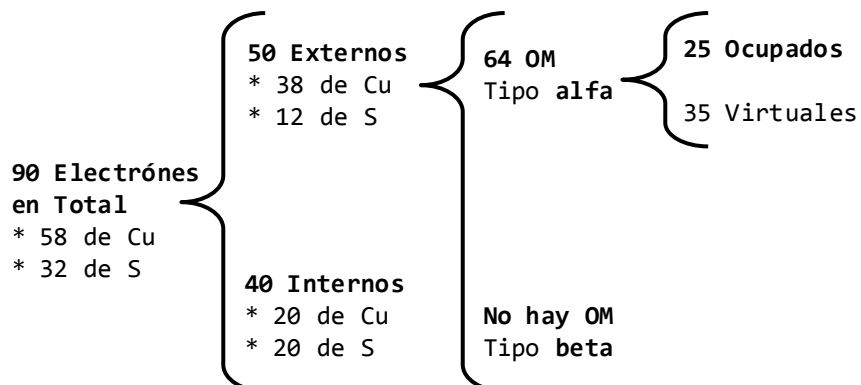 90 Electrónes
en Total
* 58 de Cu
* 32 de S
50 Externos
* 38 de Cu
* 12 de S
40 Internos
* 20 de Cu
* 20 de S
64 OM
Tipo alfa
No hay OM
Tipo beta
25 Ocupados
35 Virtuales